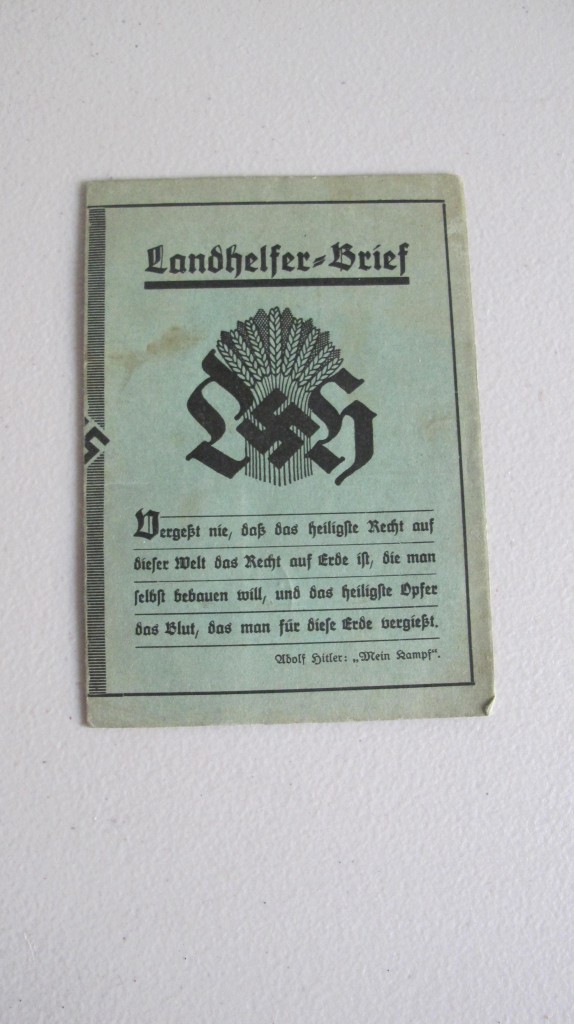 Landhelfer-Brief
L H
Vergeßt nie, daß das heiligste Recht auf
dieser Welt das Recht auf Erde ist, die man
selbst bebauen will, und das heiligste Opfer
das Blut, das man für diese Erde vergießt.
Adolf Hitler: „Mein Kampf“.